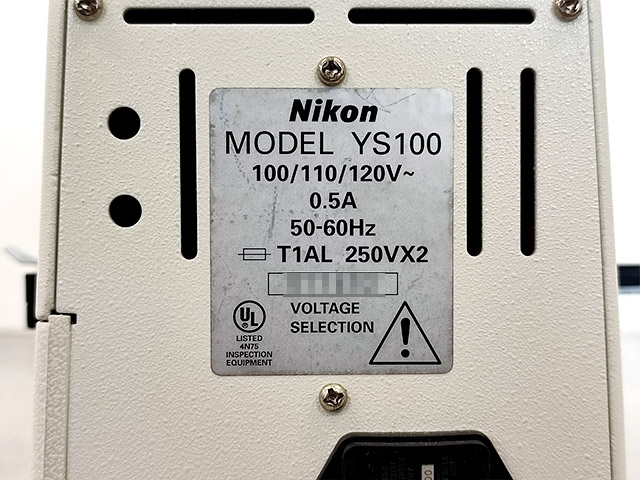 Nikon
MODEL YS100
100/110/120V~
0.5A
50-60Hz
T1AL 250VX2
VOLTAGE
SELECTION
UL
LISTED
4N75
INSPECTION
EQUIPMENT